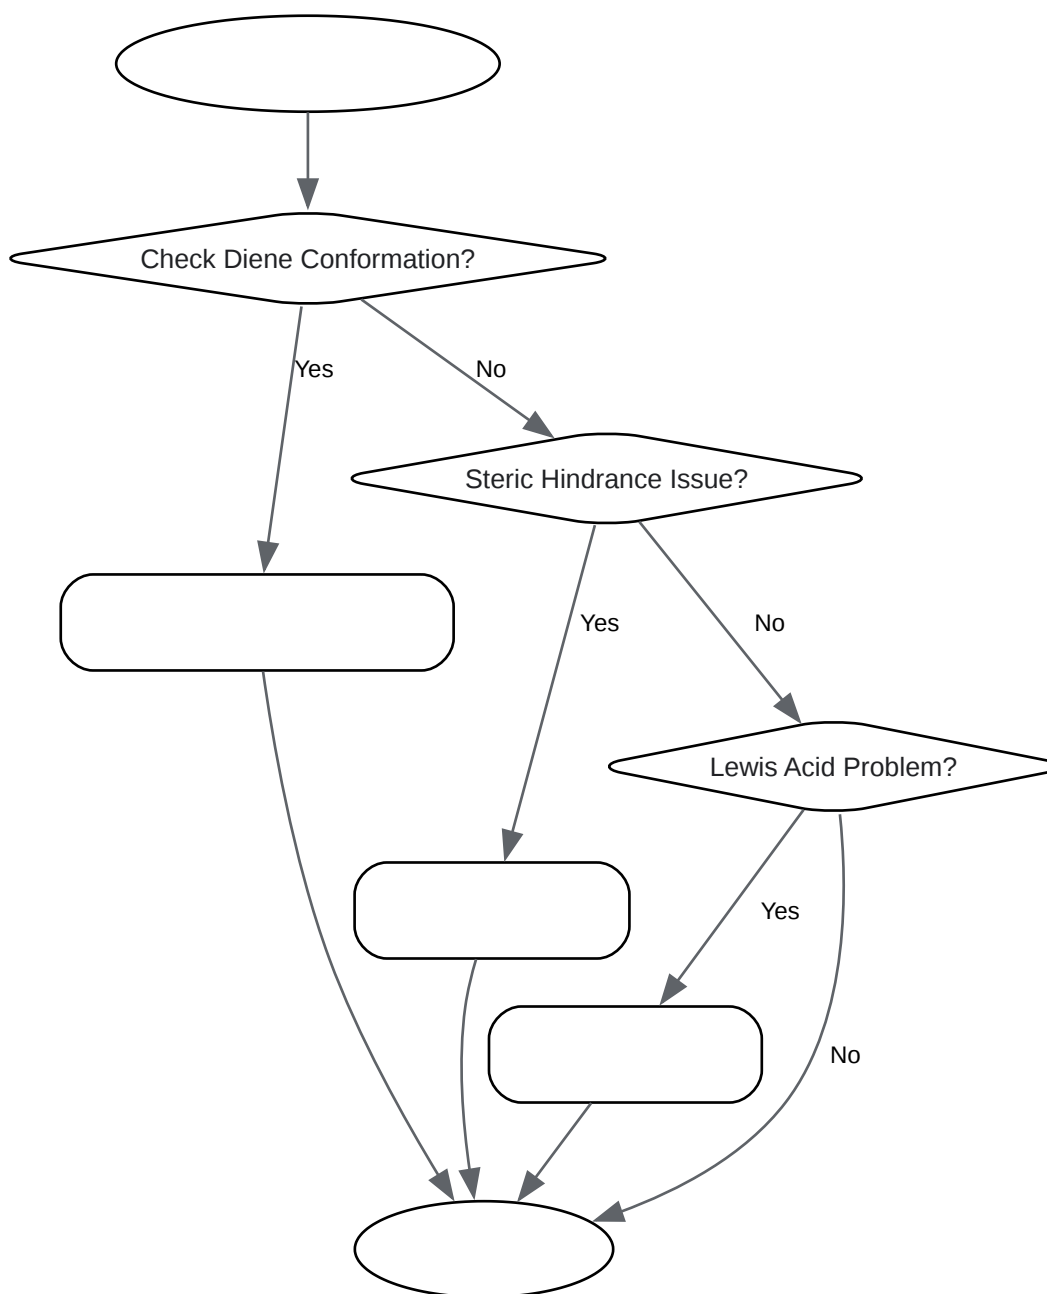 Check Diene Conformation?
Yes
No
Steric Hindrance Issue?
Yes
No
Lewis Acid Problem?
Yes
No